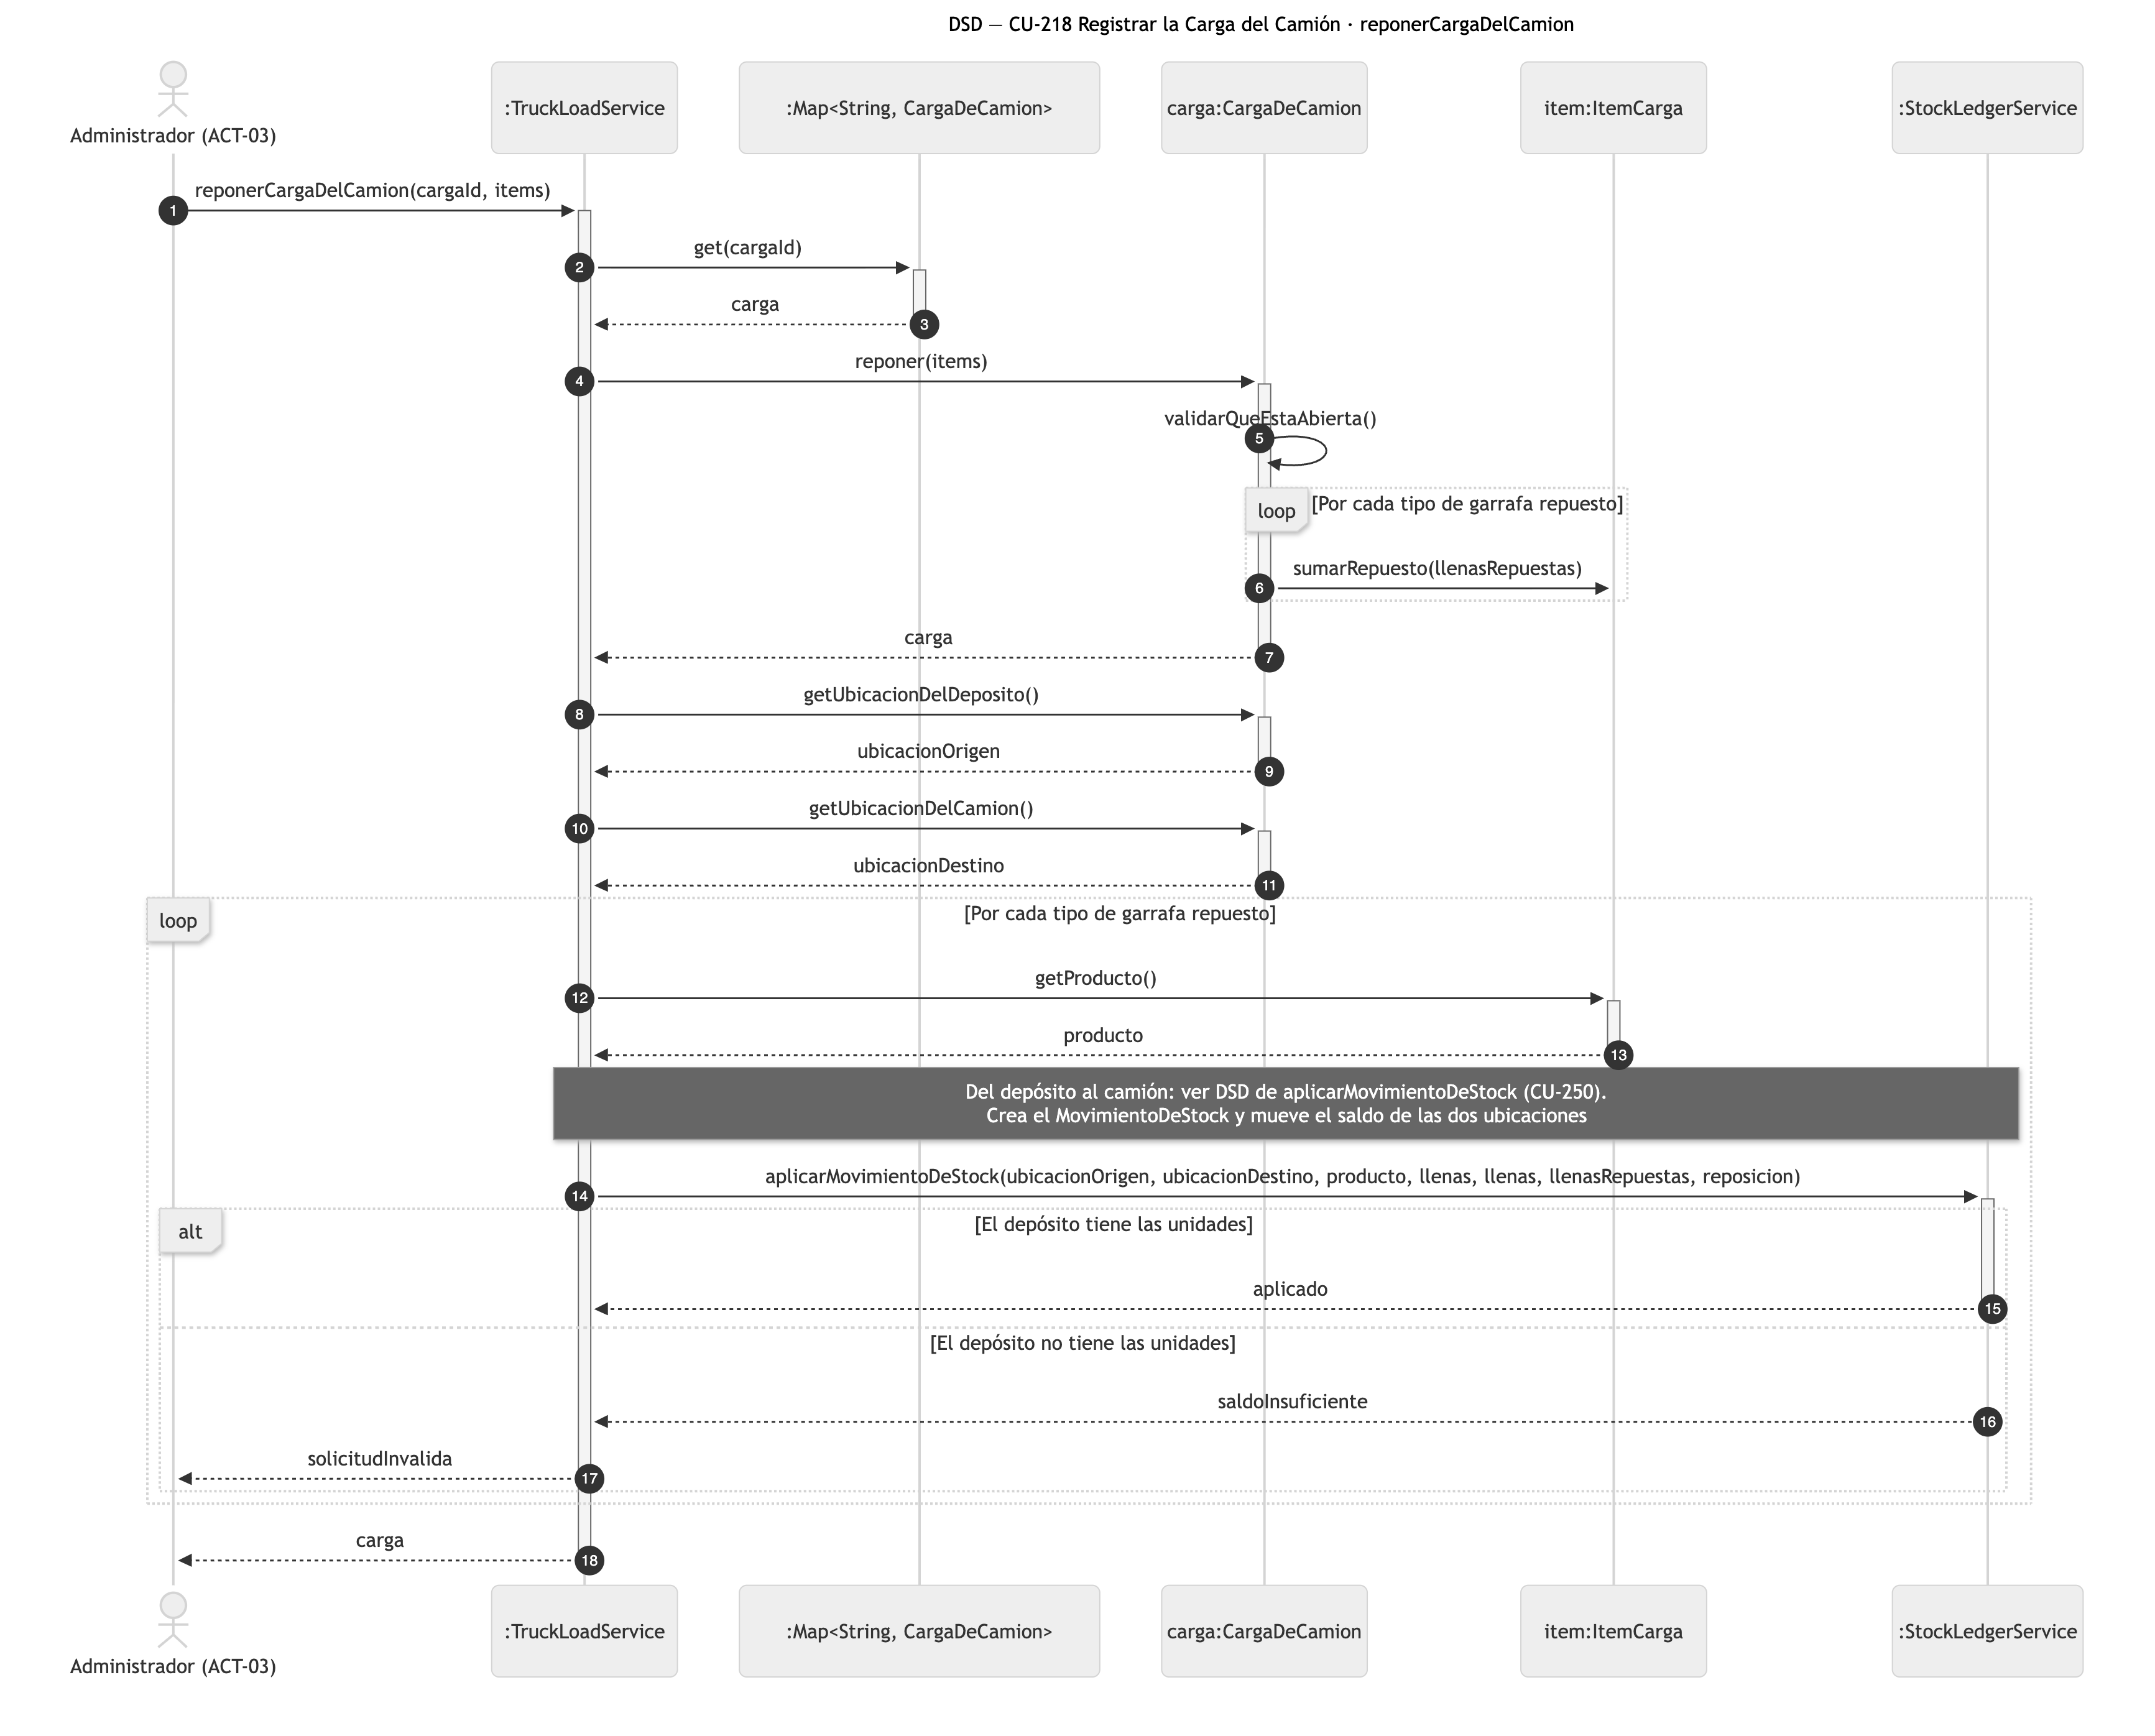 DSD — CU-218 Registrar la Carga del Camión · reponerCargaDelCamion
Administrador (ACT-03)
:TruckLoadService
:Map<String, CargaDeCamion>
carga:CargaDeCamion
item:ItemCarga
:StockLedgerService
1
reponerCargaDelCamion(cargaId, items)
2
get(cargaId)
carga
3
4
reponer(items)
validarQueEstaAbierta()
5
loop
[Por cada tipo de garrafa repuesto]
6
sumarRepuesto(llenasRepuestas)
carga
7
8
getUbicacionDelDeposito()
ubicacionOrigen
9
10
getUbicacionDelCamion()
ubicacionDestino
11
loop
[Por cada tipo de garrafa repuesto]
12
getProducto()
producto
13
Del depósito al camión: ver DSD de aplicarMovimientoDeStock (CU-250).
Crea el MovimientoDeStock y mueve el saldo de las dos ubicaciones
14
aplicarMovimientoDeStock(ubicacionOrigen, ubicacionDestino, producto, llenas, llenas, llenasRepuestas, reposicion)
alt
[El depósito tiene las unidades]
aplicado
15
[El depósito no tiene las unidades]
saldoInsuficiente
16
solicitudInvalida
17
carga
18
Administrador (ACT-03)
:TruckLoadService
:Map<String, CargaDeCamion>
carga:CargaDeCamion
item:ItemCarga
:StockLedgerService